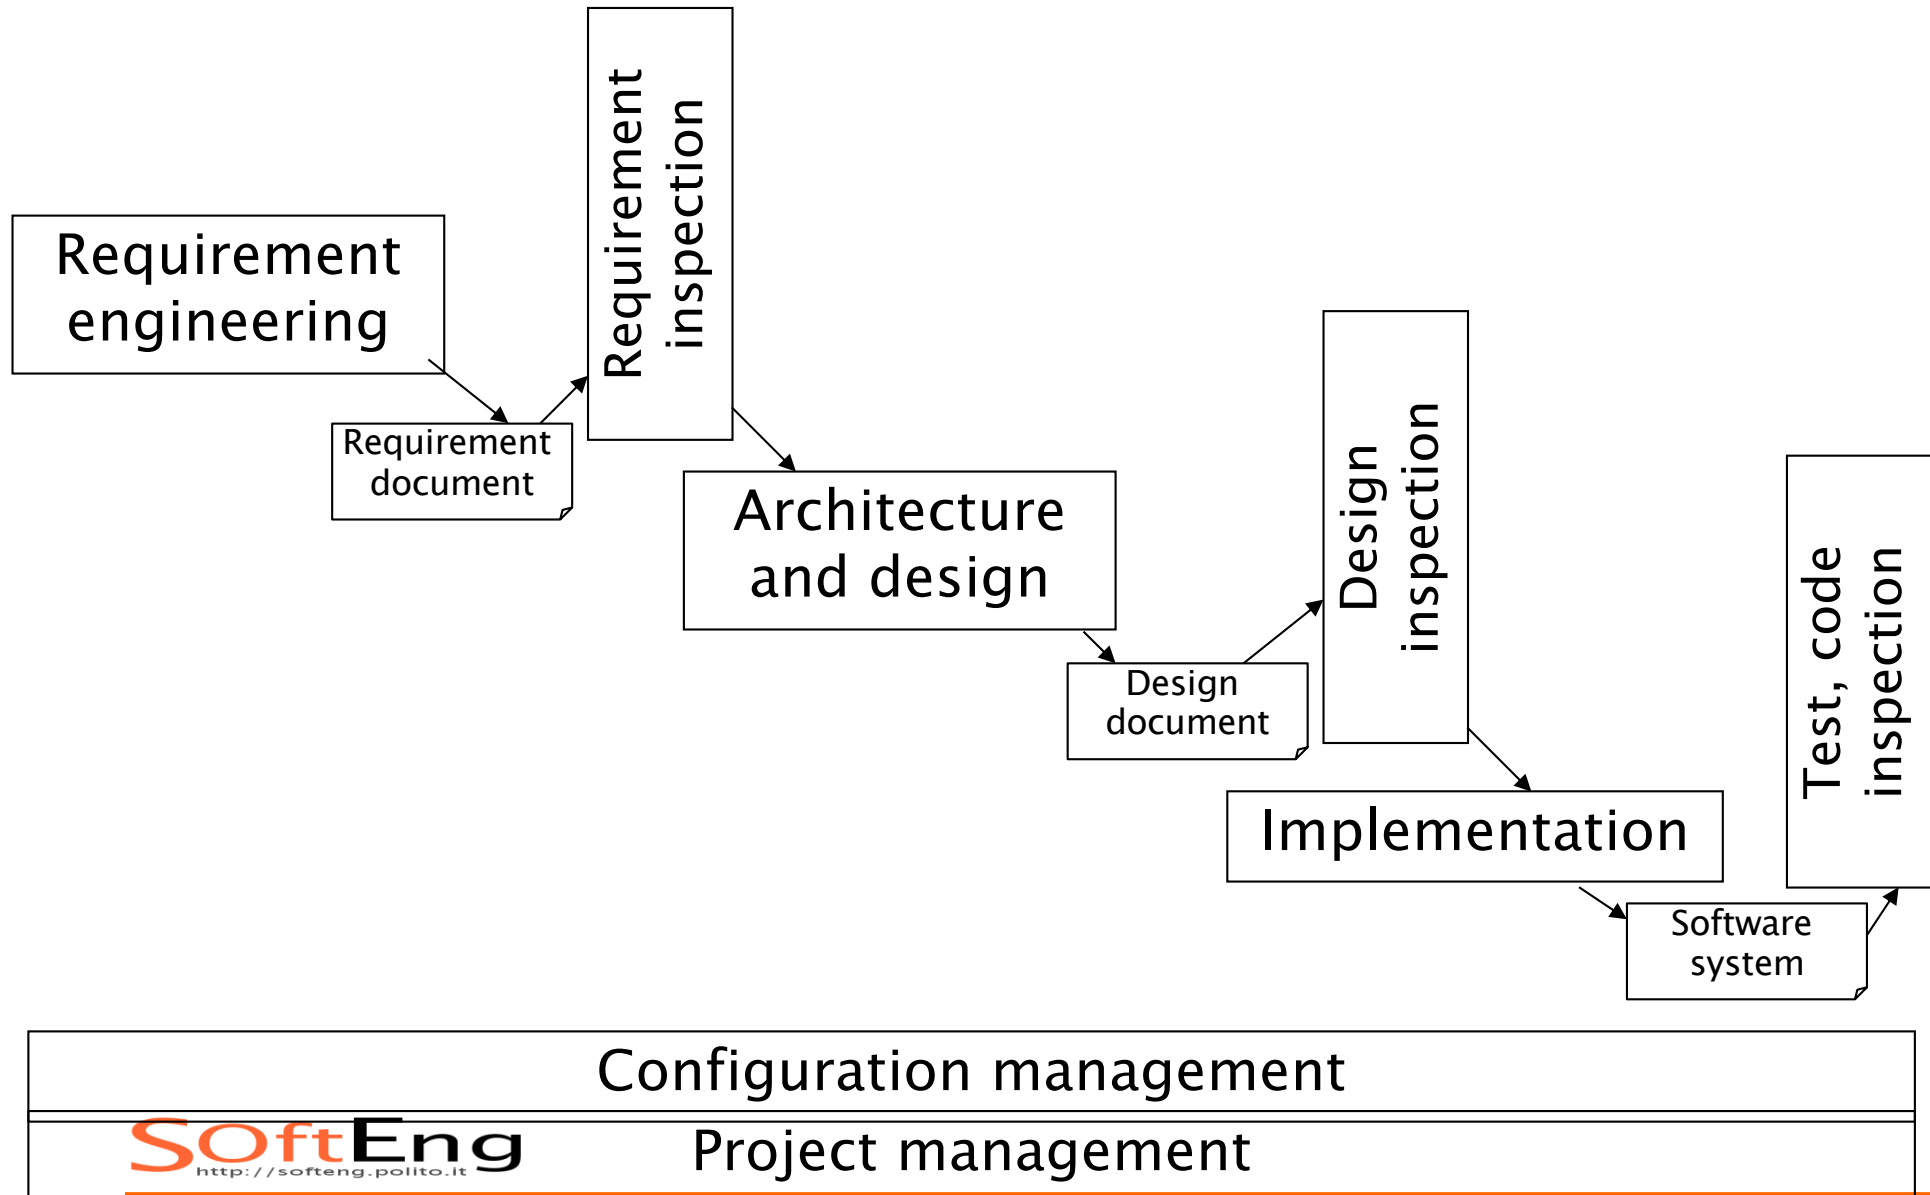 Requirement
engineering
Requirement
document
Requirement
inspection
Architecture
and design
Design
document
Design
inspection
Implementation
Software
system
Test, code
inspection
Configuration management
Project management
SOftEng
http://softeng.polito.it